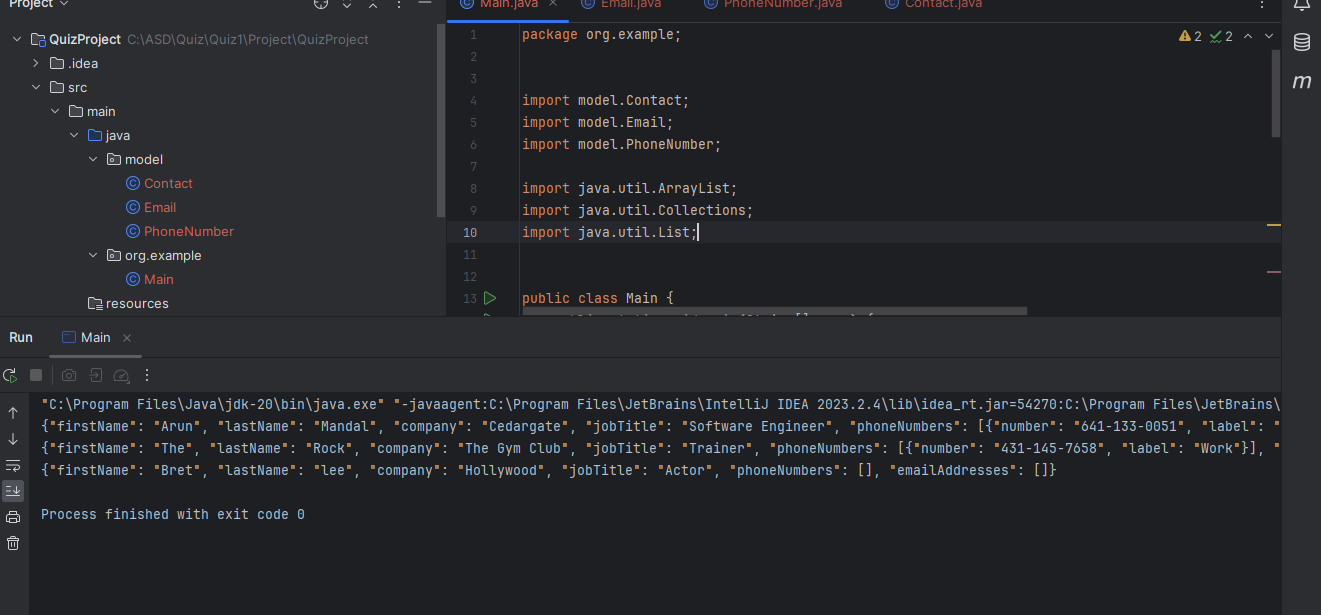 Project
Main.java
Email.java
PhoneNumber.java
Contact.java
QuizProject C:\ASD\Quiz\Quiz1\Project\QuizProject
.idea
src
main
java
model
Contact
Email
PhoneNumber
org.example
Main
resources
1 package org.example;
2
3
4 import model.Contact;
5 import model.Email;
6 import model.PhoneNumber;
7
8 import java.util.ArrayList;
9 import java.util.Collections;
10 import java.util.List;
11
12
13 public class Main {
2 2
m
Run
Main
"C:\Program Files\Java\jdk-20\bin\java.exe" "-javaagent:C:\Program Files\JetBrains\IntelliJ IDEA 2023.2.4\lib\idea_rt.jar=54270:C:\Program Files\JetBrains\
{"firstName": "Arun", "lastName": "Mandal", "company": "Cedargate", "jobTitle": "Software Engineer", "phoneNumbers": [{"number": "641-133-0051", "label": "
{"firstName": "The", "lastName": "Rock", "company": "The Gym Club", "jobTitle": "Trainer", "phoneNumbers": [{"number": "431-145-7658", "label": "Work"}], "
{"firstName": "Bret", "lastName": "lee", "company": "Hollywood", "jobTitle": "Actor", "phoneNumbers": [], "emailAddresses": []}
Process finished with exit code 0